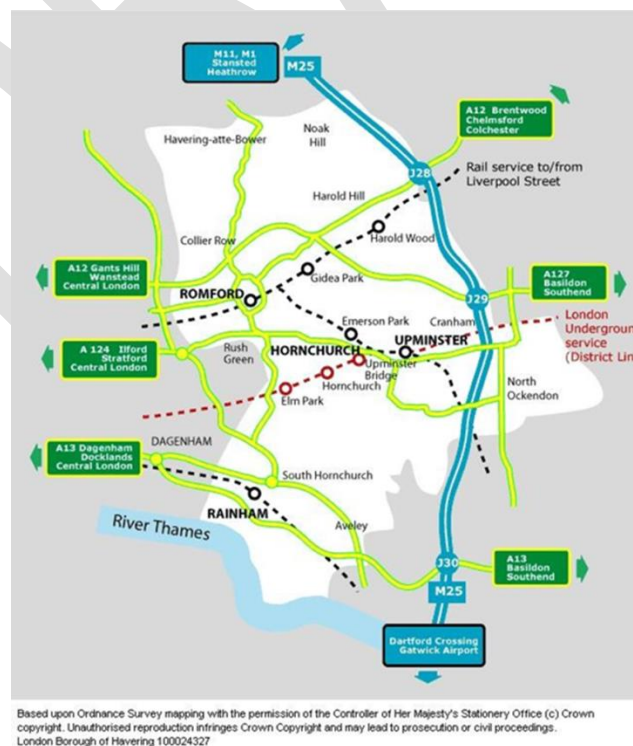 M11, M1
Stansted
Heathrow
M25
A12 Brentwood
Chelmsford
Colchester
Noak
Hill
Havering-atte-Bower
J28
Rail service to/from
Liverpool Street
Harold Hill
Collier Row
Harold Wood
A12 Gants Hill
Wanstead
Central London
Gidea Park
A127
Basildon
Southend
ROMFORD
J29
Emerson Park
Cranham
London
Underground
service
(District Lin
A 124 Ilford
Stratford
Central London
Rush
Green
HORNCHURCH
UPMINSTER
Upminster
Bridge
Hornchurch
Elm Park
North
Ockendon
A13 Dagenham
Docklands
Central London
DAGENHAM
South Hornchurch
RAINHAM
River Thames
Aveley
J30
A13
Basildon
Southend
M25
Dartford Crossing
Gatwick Airport
Based upon Ordnance Survey mapping with the permission of the Controller of Her Majesty's Stationery Office (c) Crown
copyright. Unauthorised reproduction infringes Crown Copyright and may lead to prosecution or civil proceedings.
London Borough of Havering 100024327